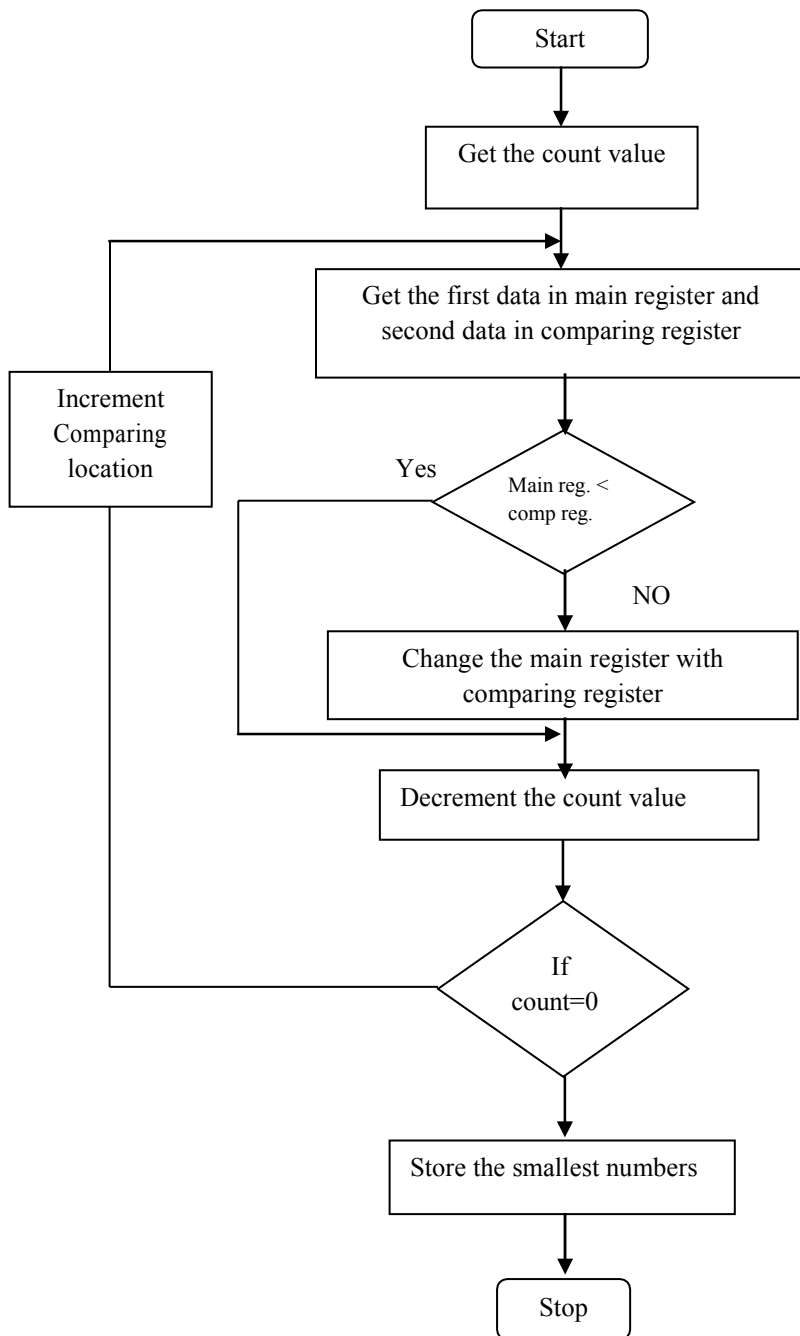 Start
Get the count value
Get the first data in main register and
second data in comparing register
Increment
Comparing
location
Yes
Main reg. <
comp reg.
NO
Change the main register with
comparing register
Decrement the count value
If
count=0
Store the smallest numbers
Stop